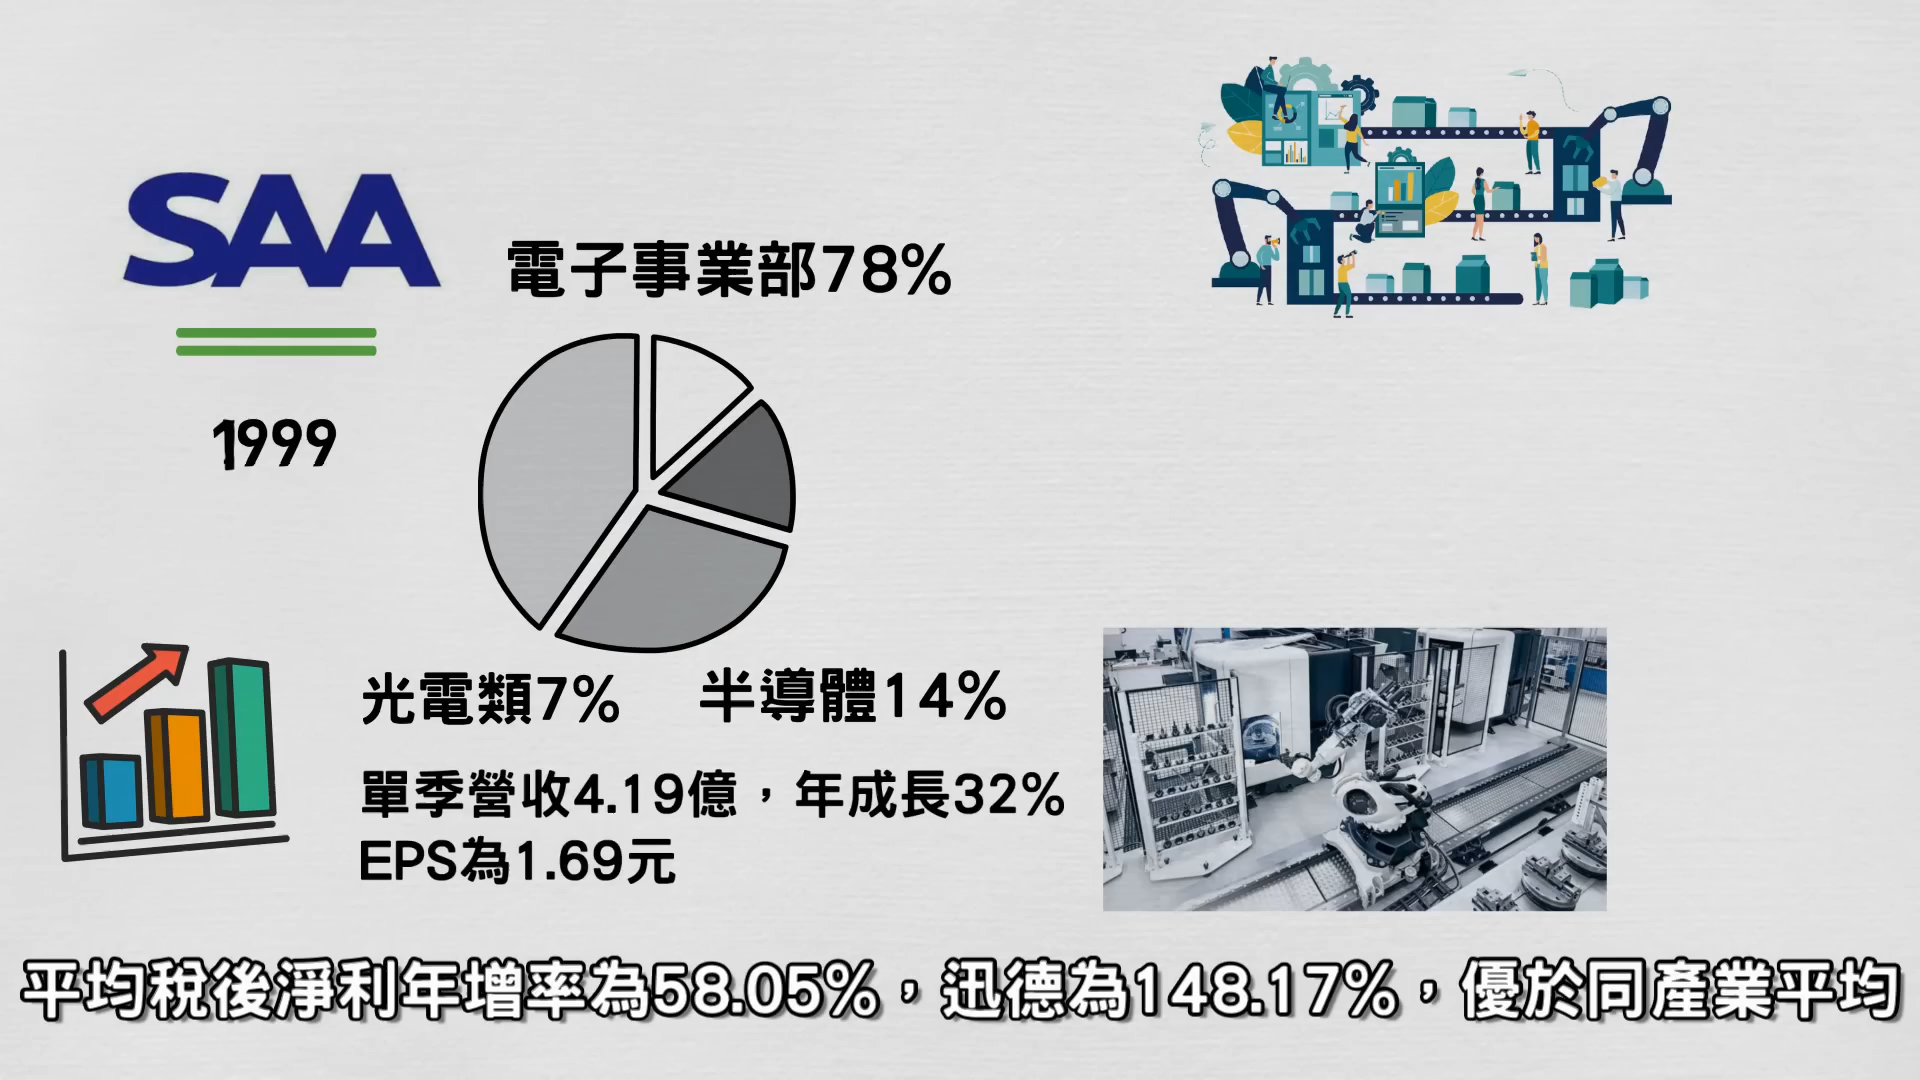 SAA
電子事業部78%
1999
光電類7%
半導體14%
單季營收4.19億，年成長32%
EPS為1.69元
平均稅後淨利年增率為58.05%，迅德為148.17%，優於同產業平均